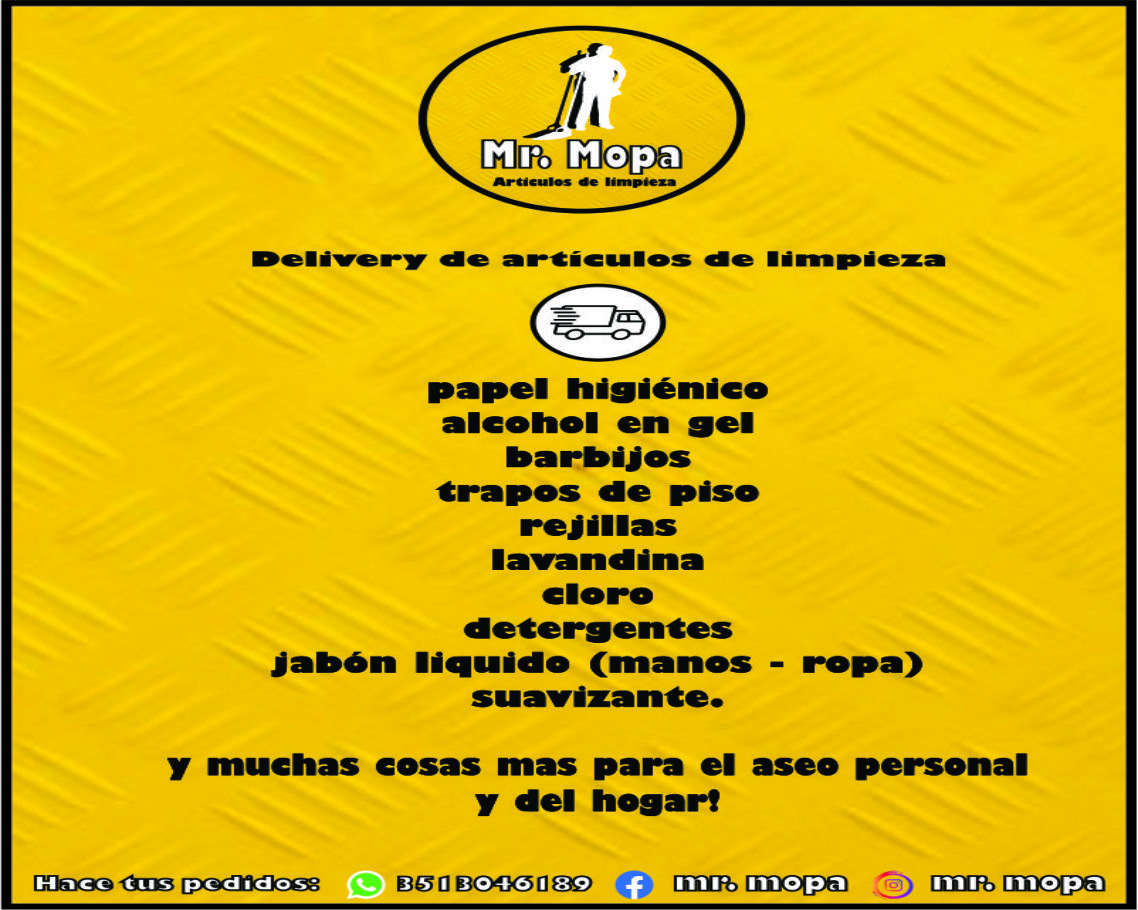 Mr. Mopa
Articulos de limpieza
Delivery de artículos de limpieza
papel higiénico
alcohol en gel
barbijos
trapos de piso
rejillas
lavandina
cloro
detergentes
jabón liquido (manos - ropa)
suavizante.
y muchas cosas mas para el aseo personal
y del hogar!
Hace tus pedidos: 3513046189 mr. mopa mr. mopa